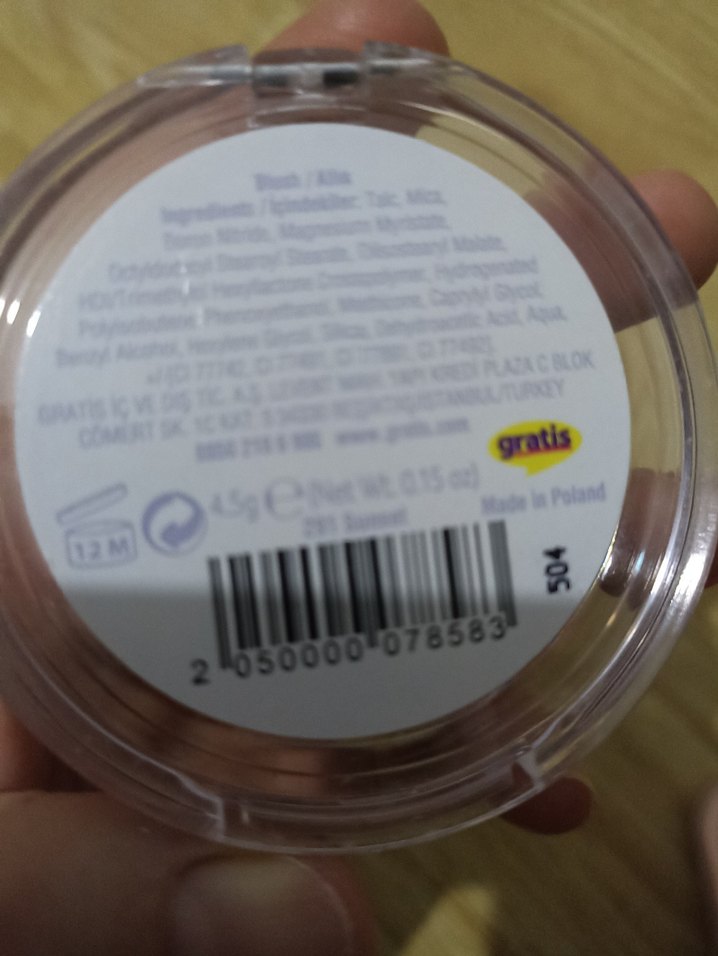 Blush / Allık
Ingredients / İçindekiler: Talc, Mica,
Boron Nitride, Magnesium Myristate,
Octyldodecyl Stearoyl Stearate, Diisostearyl Malate,
HDI/Trimethylol Hexyllactone Crosspolymer, Hydrogenated
Polyisobutene, Phenoxyethanol, Methicone, Caprylyl Glycol,
Benzyl Alcohol, Hexylene Glycol, Silica, Dehydroacetic Acid, Aqua,
+/-[CI 77742, CI 77491, CI 77891, CI 77492]
GRATİS İÇ VE DIŞ TİC. A.Ş. LEVENT MAH. YAPI KREDİ PLAZA C BLOK
CÖMERT SK. 1C KAT: BEŞİKTAŞ/İSTANBUL/TURKEY
www.gratis.com
gratis
12 M
4.5g e (Net Wt. 0.15 oz)
Made in Poland
Sunset
504
2 050000 078583